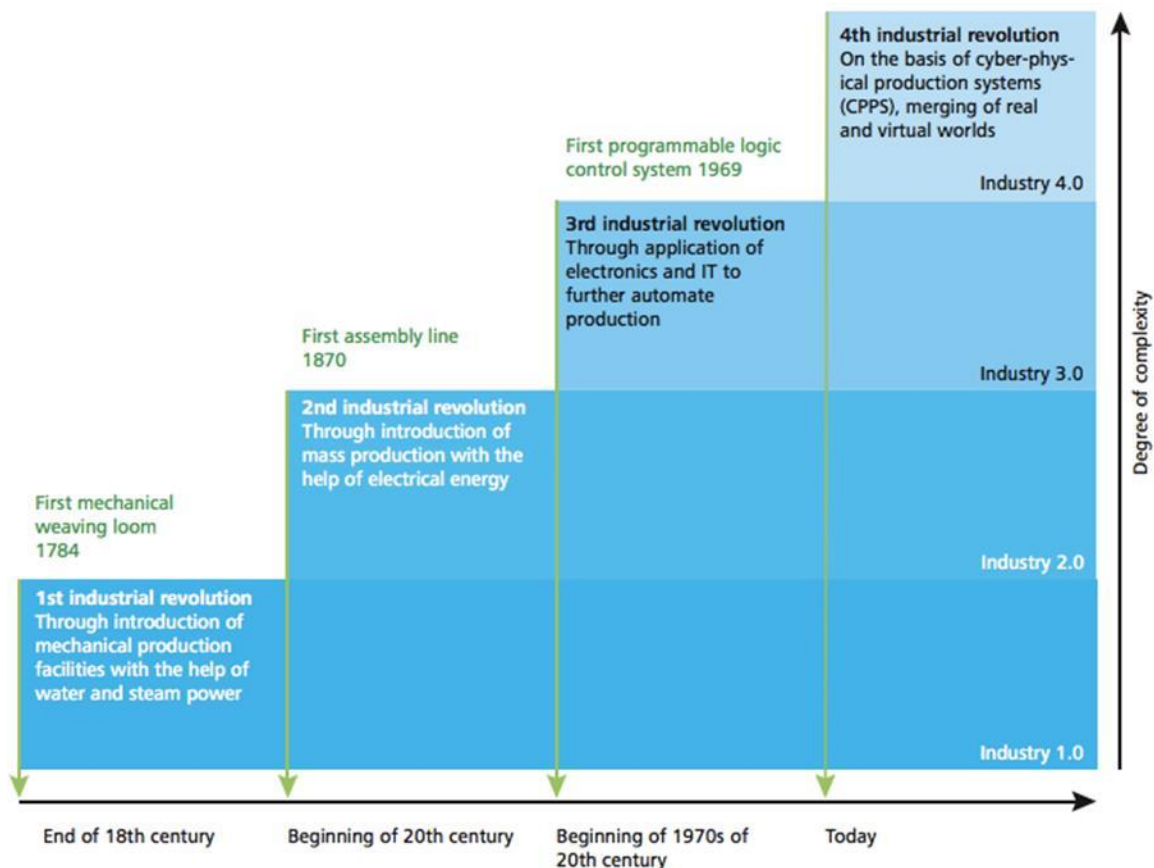 4th industrial revolution
On the basis of cyber-phys-
ical production systems
(CPPS), merging of real
and virtual worlds
Industry 4.0
First programmable logic
control system 1969
3rd industrial revolution
Through application of
electronics and IT to
further automate
production
Industry 3.0
First assembly line
1870
2nd industrial revolution
Through introduction of
mass production with the
help of electrical energy
Industry 2.0
First mechanical
weaving loom
1784
1st industrial revolution
Through introduction of
mechanical production
facilities with the help of
water and steam power
Industry 1.0
Degree of complexity
End of 18th century
Beginning of 20th century
Beginning of 1970s of
20th century
Today